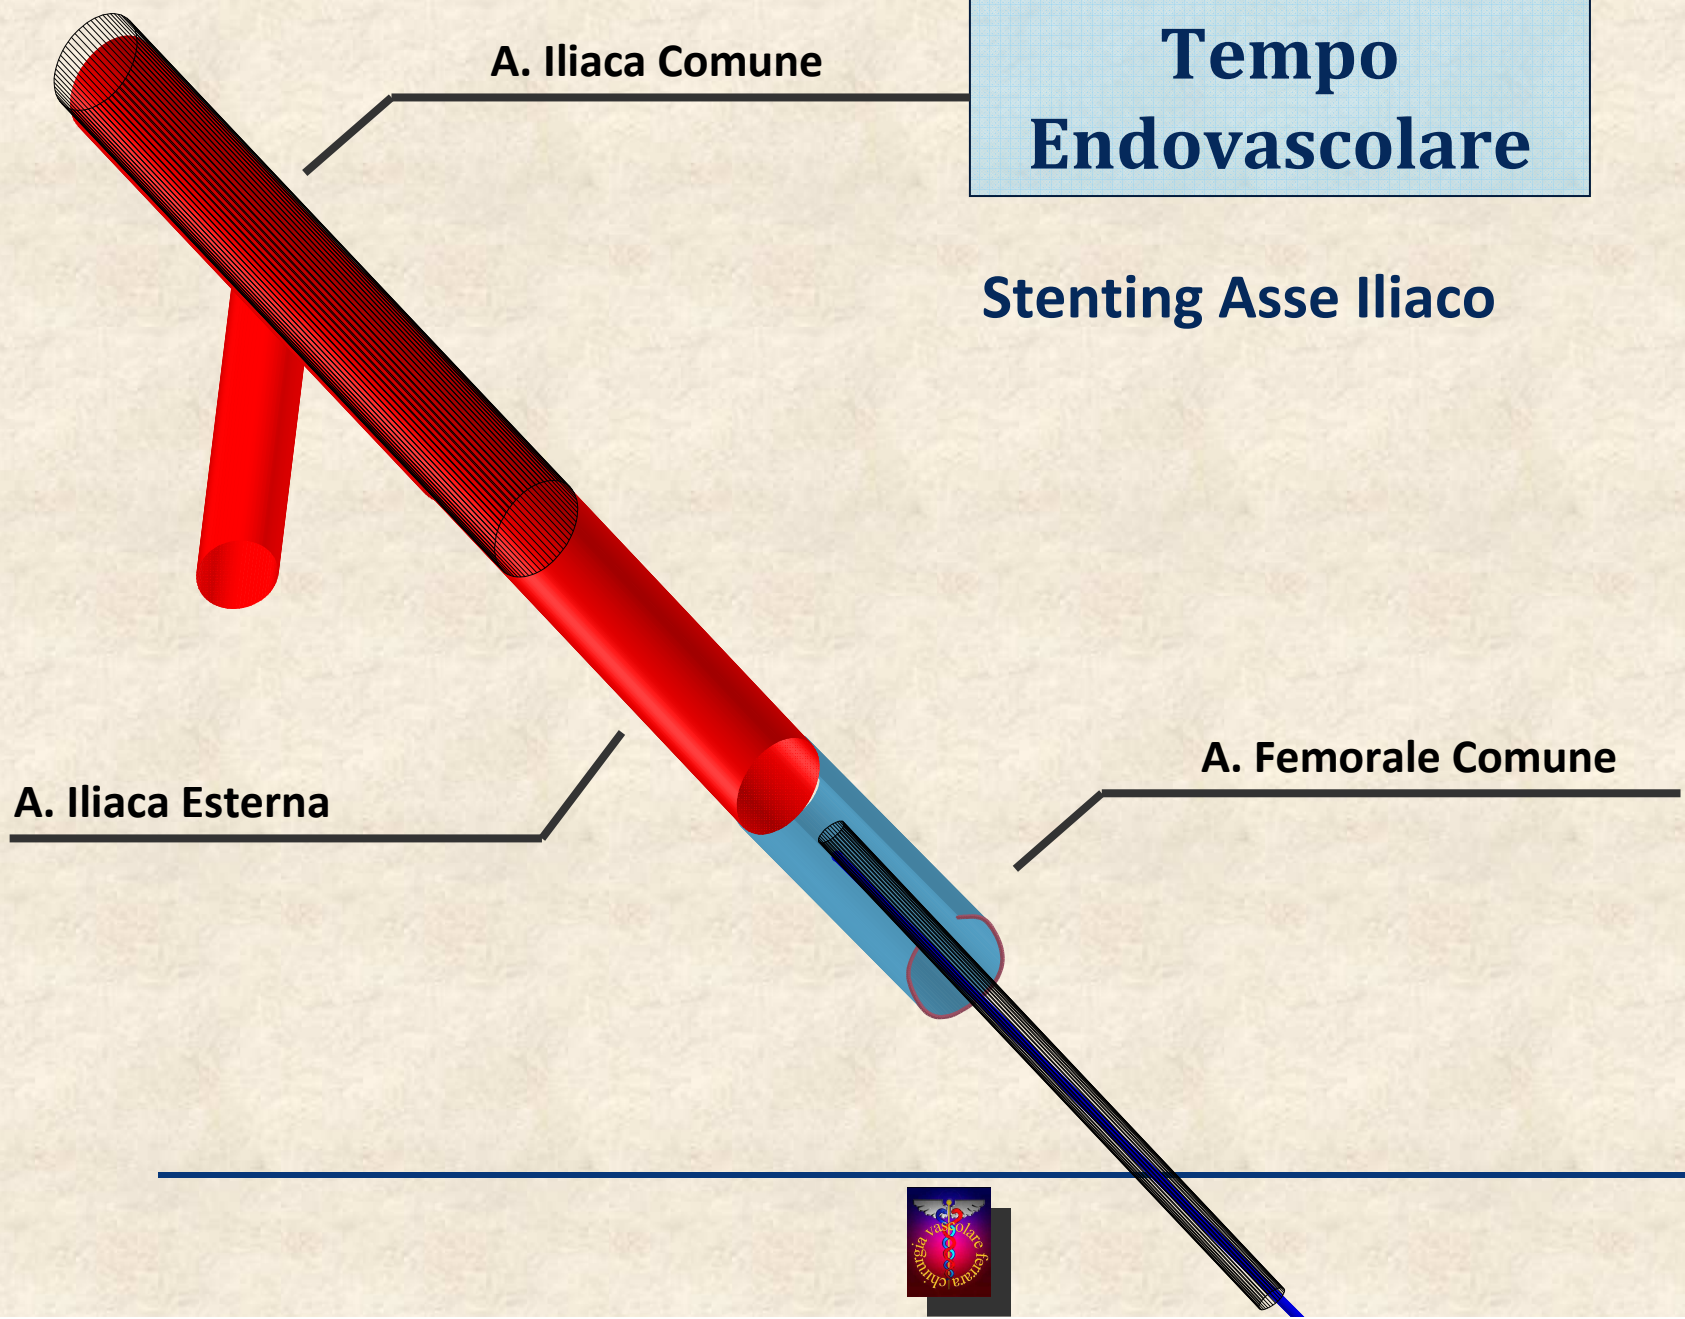 A. Iliaca Comune
Tempo
Endovascolare
Stenting Asse Iliaco
A. Femorale Comune
A. Iliaca Esterna
chirurgia vascolare ferrara